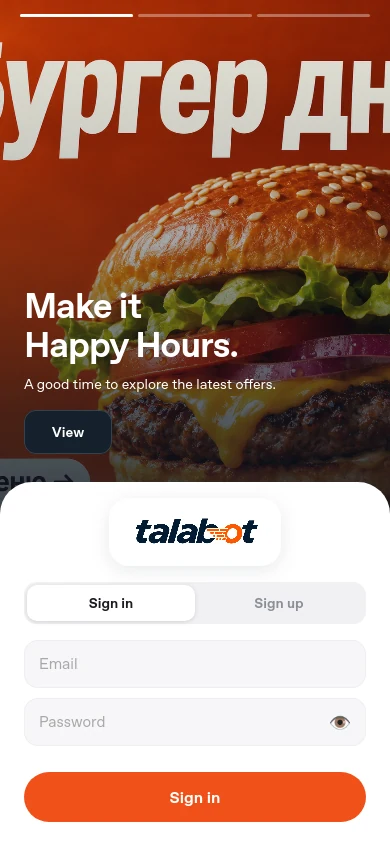 бургер дн
Make it
Happy Hours.
A good time to explore the latest offers.
View
еню →
talabot
Sign in
Sign up
Email
Password
Sign in